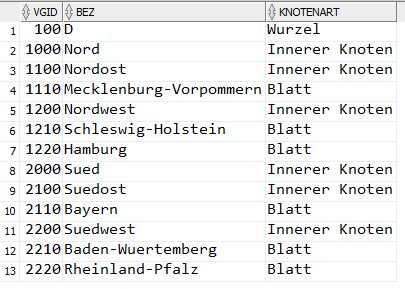 VGID BEZ KNOTENART
1 100 D Wurzel
2 1000 Nord Innerer Knoten
3 1100 Nordost Innerer Knoten
4 1110 Mecklenburg-Vorpommern Blatt
5 1200 Nordwest Innerer Knoten
6 1210 Schleswig-Holstein Blatt
7 1220 Hamburg Blatt
8 2000 Sued Innerer Knoten
9 2100 Suedost Innerer Knoten
10 2110 Bayern Blatt
11 2200 Suedwest Innerer Knoten
12 2210 Baden-Wuertemberg Blatt
13 2220 Rheinland-Pfalz Blatt